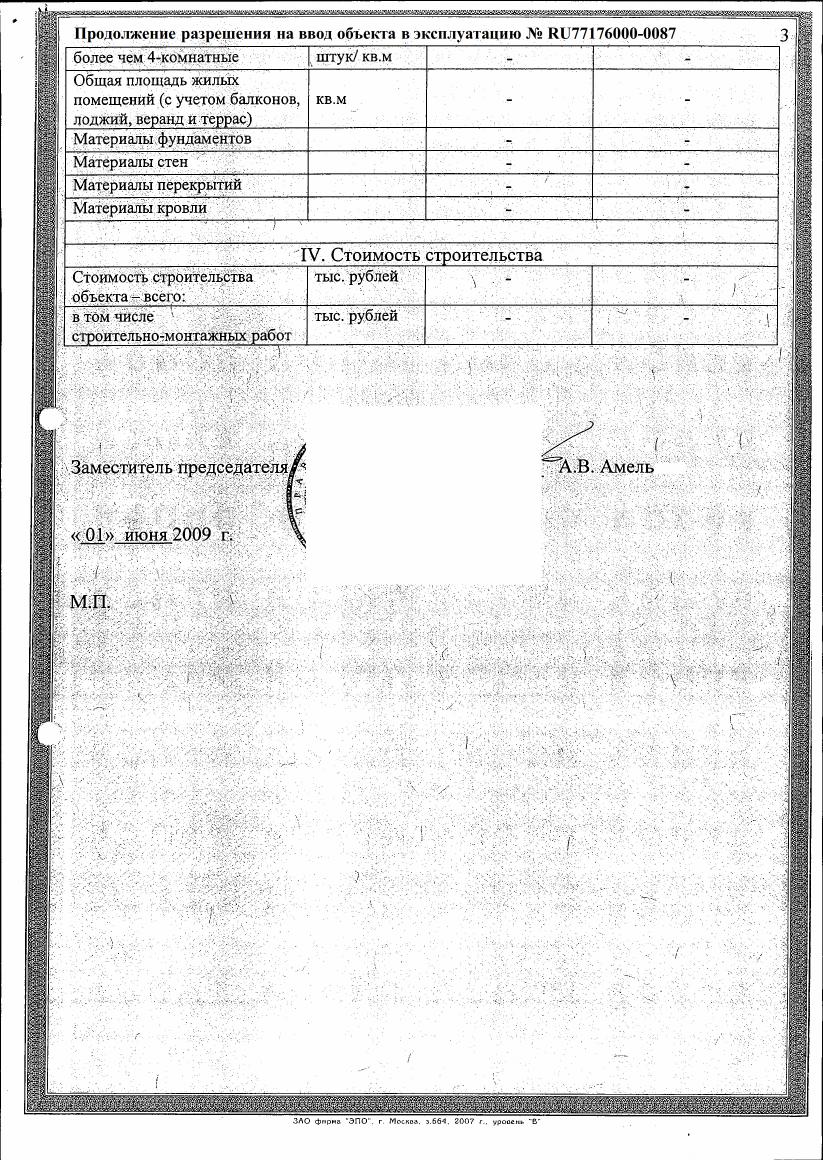 Продолжение разрешения на ввод объекта в эксплуатацию № RU77176000-0087
3
более чем 4-комнатные штук/ кв.м - -
Общая площадь жилых
помещений (с учетом балконов, кв.м - -
лоджий, веранд и террас)
Материалы фундаментов - -
Материалы стен - -
Материалы перекрытий - -
Материалы кровли - -
IV. Стоимость строительства
Стоимость строительства тыс. рублей - -
объекта – всего:
в том числе тыс. рублей - -
строительно-монтажных работ
Заместитель председателя А.В. Амель
«01» июня 2009 г.
М.П.
ЗАО фирма "ЭПО", г. Москва, з.664, 2007 г., уровень "В"